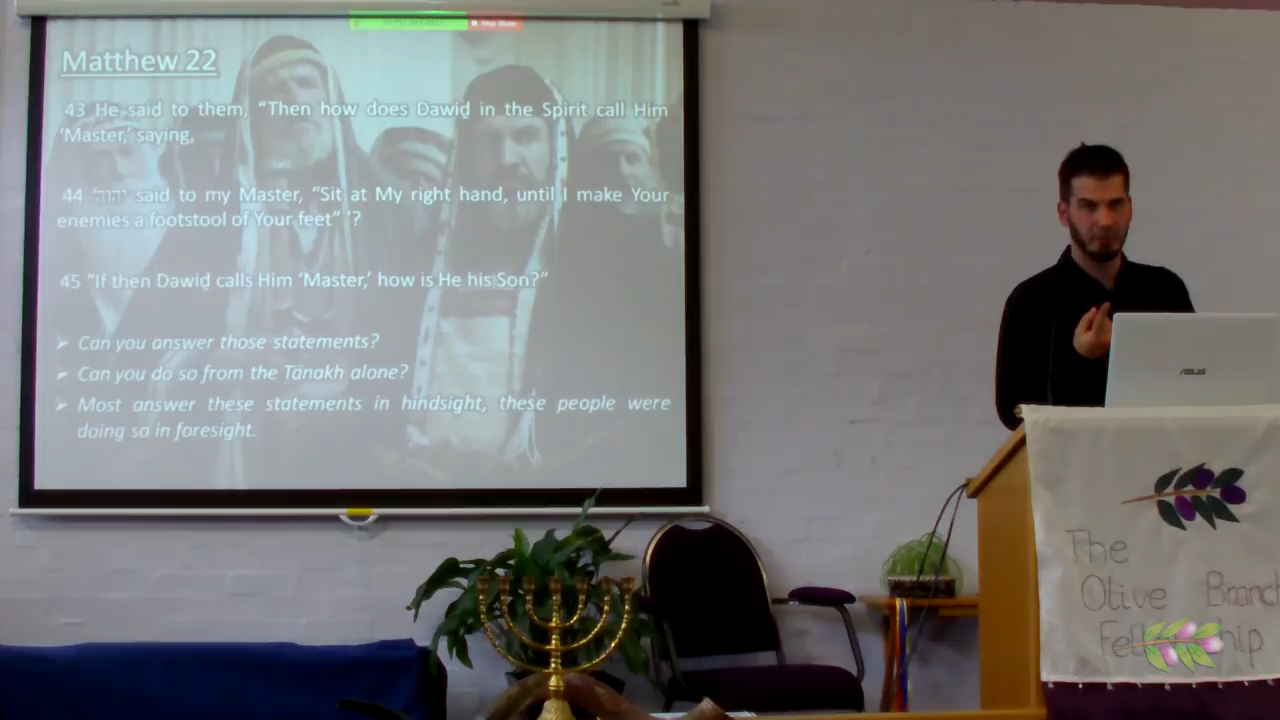 Stop Share
Matthew 22
43 He said to them, “Then how does Dawiḏ in the Spirit call Him
‘Master,’ saying,
44 ‘יהוה said to my Master, “Sit at My right hand, until I make Your
enemies a footstool of Your feet” ’?
45 “If then Dawiḏ calls Him ‘Master,’ how is He his Son?”
➢ Can you answer those statements?
➢ Can you do so from the Tanakh alone?
➢ Most answer these statements in hindsight, these people were
doing so in foresight.
ASUS
The
Olive Branch
Fellowship